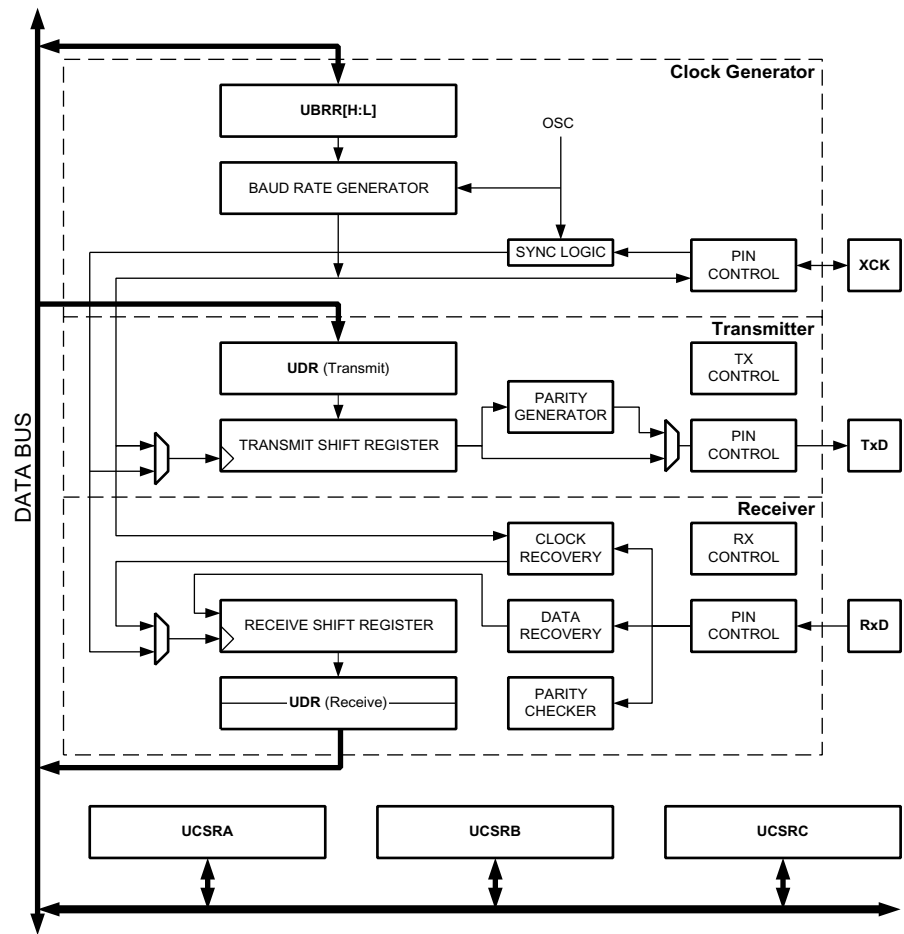 Clock Generator
UBRR[H:L]
OSC
BAUD RATE GENERATOR
SYNC LOGIC
PIN
CONTROL
XCK
Transmitter
UDR (Transmit)
TX
CONTROL
PARITY
GENERATOR
TRANSMIT SHIFT REGISTER
PIN
CONTROL
TxD
DATA BUS
Receiver
CLOCK
RECOVERY
RX
CONTROL
RECEIVE SHIFT REGISTER
DATA
RECOVERY
PIN
CONTROL
RxD
UDR (Receive)
PARITY
CHECKER
UCSRA
UCSRB
UCSRC